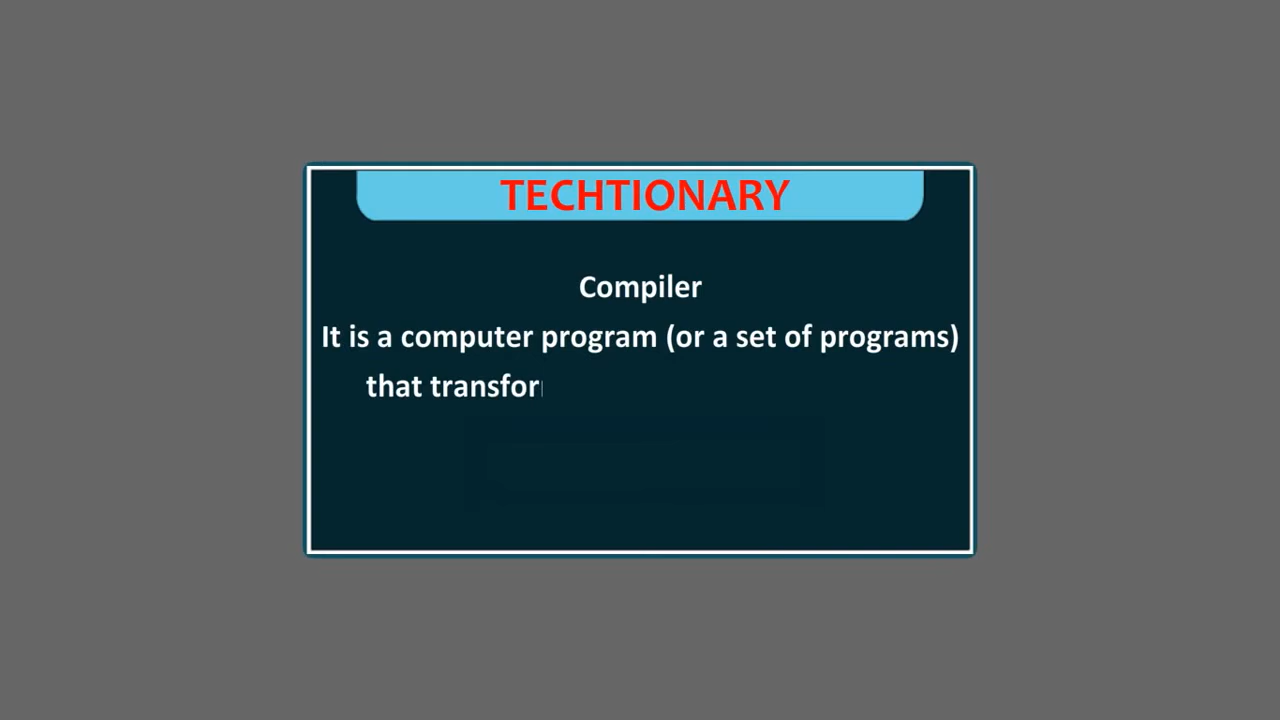 TECHTIONARY
Compiler
It is a computer program (or a set of programs)
that transfor